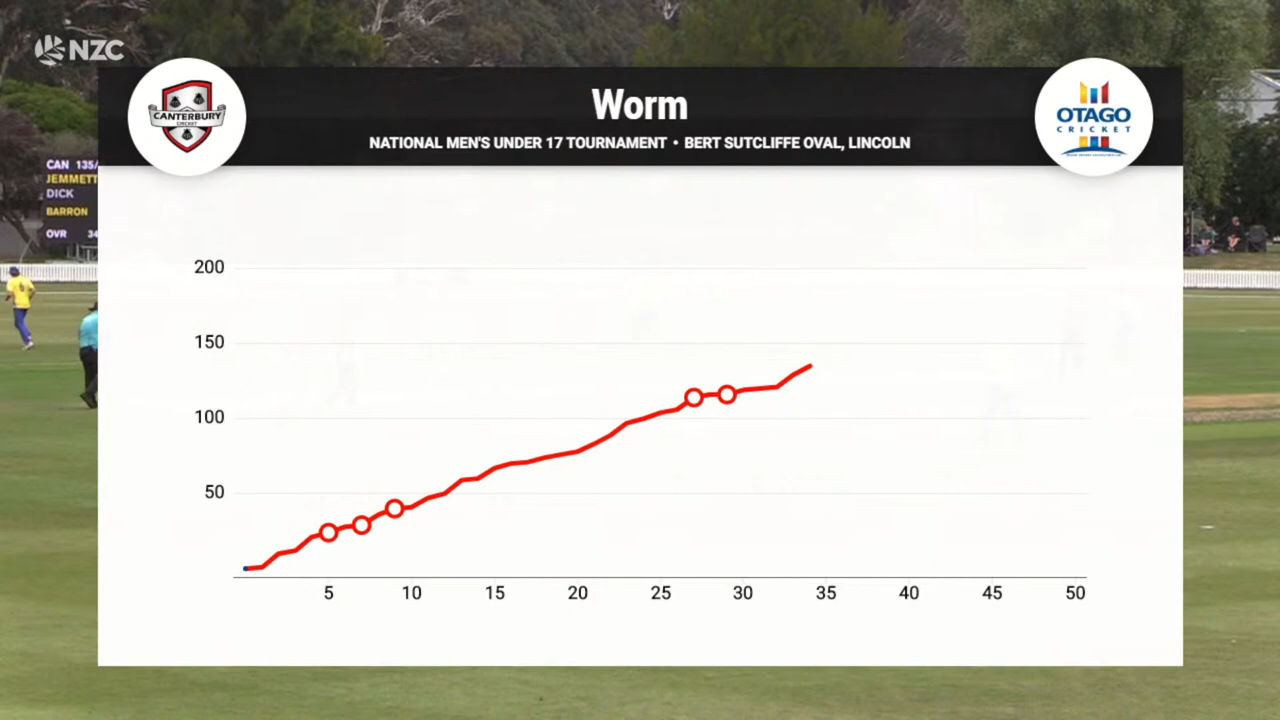 NZC
Worm
NATIONAL MEN'S UNDER 17 TOURNAMENT • BERT SUTCLIFFE OVAL, LINCOLN
CANTERBURY
CRICKET
OTAGO
CRICKET
CAN 135/
JEMMETT
DICK
BARRON
OVR 34
200
150
100
50
5 10 15 20 25 30 35 40 45 50